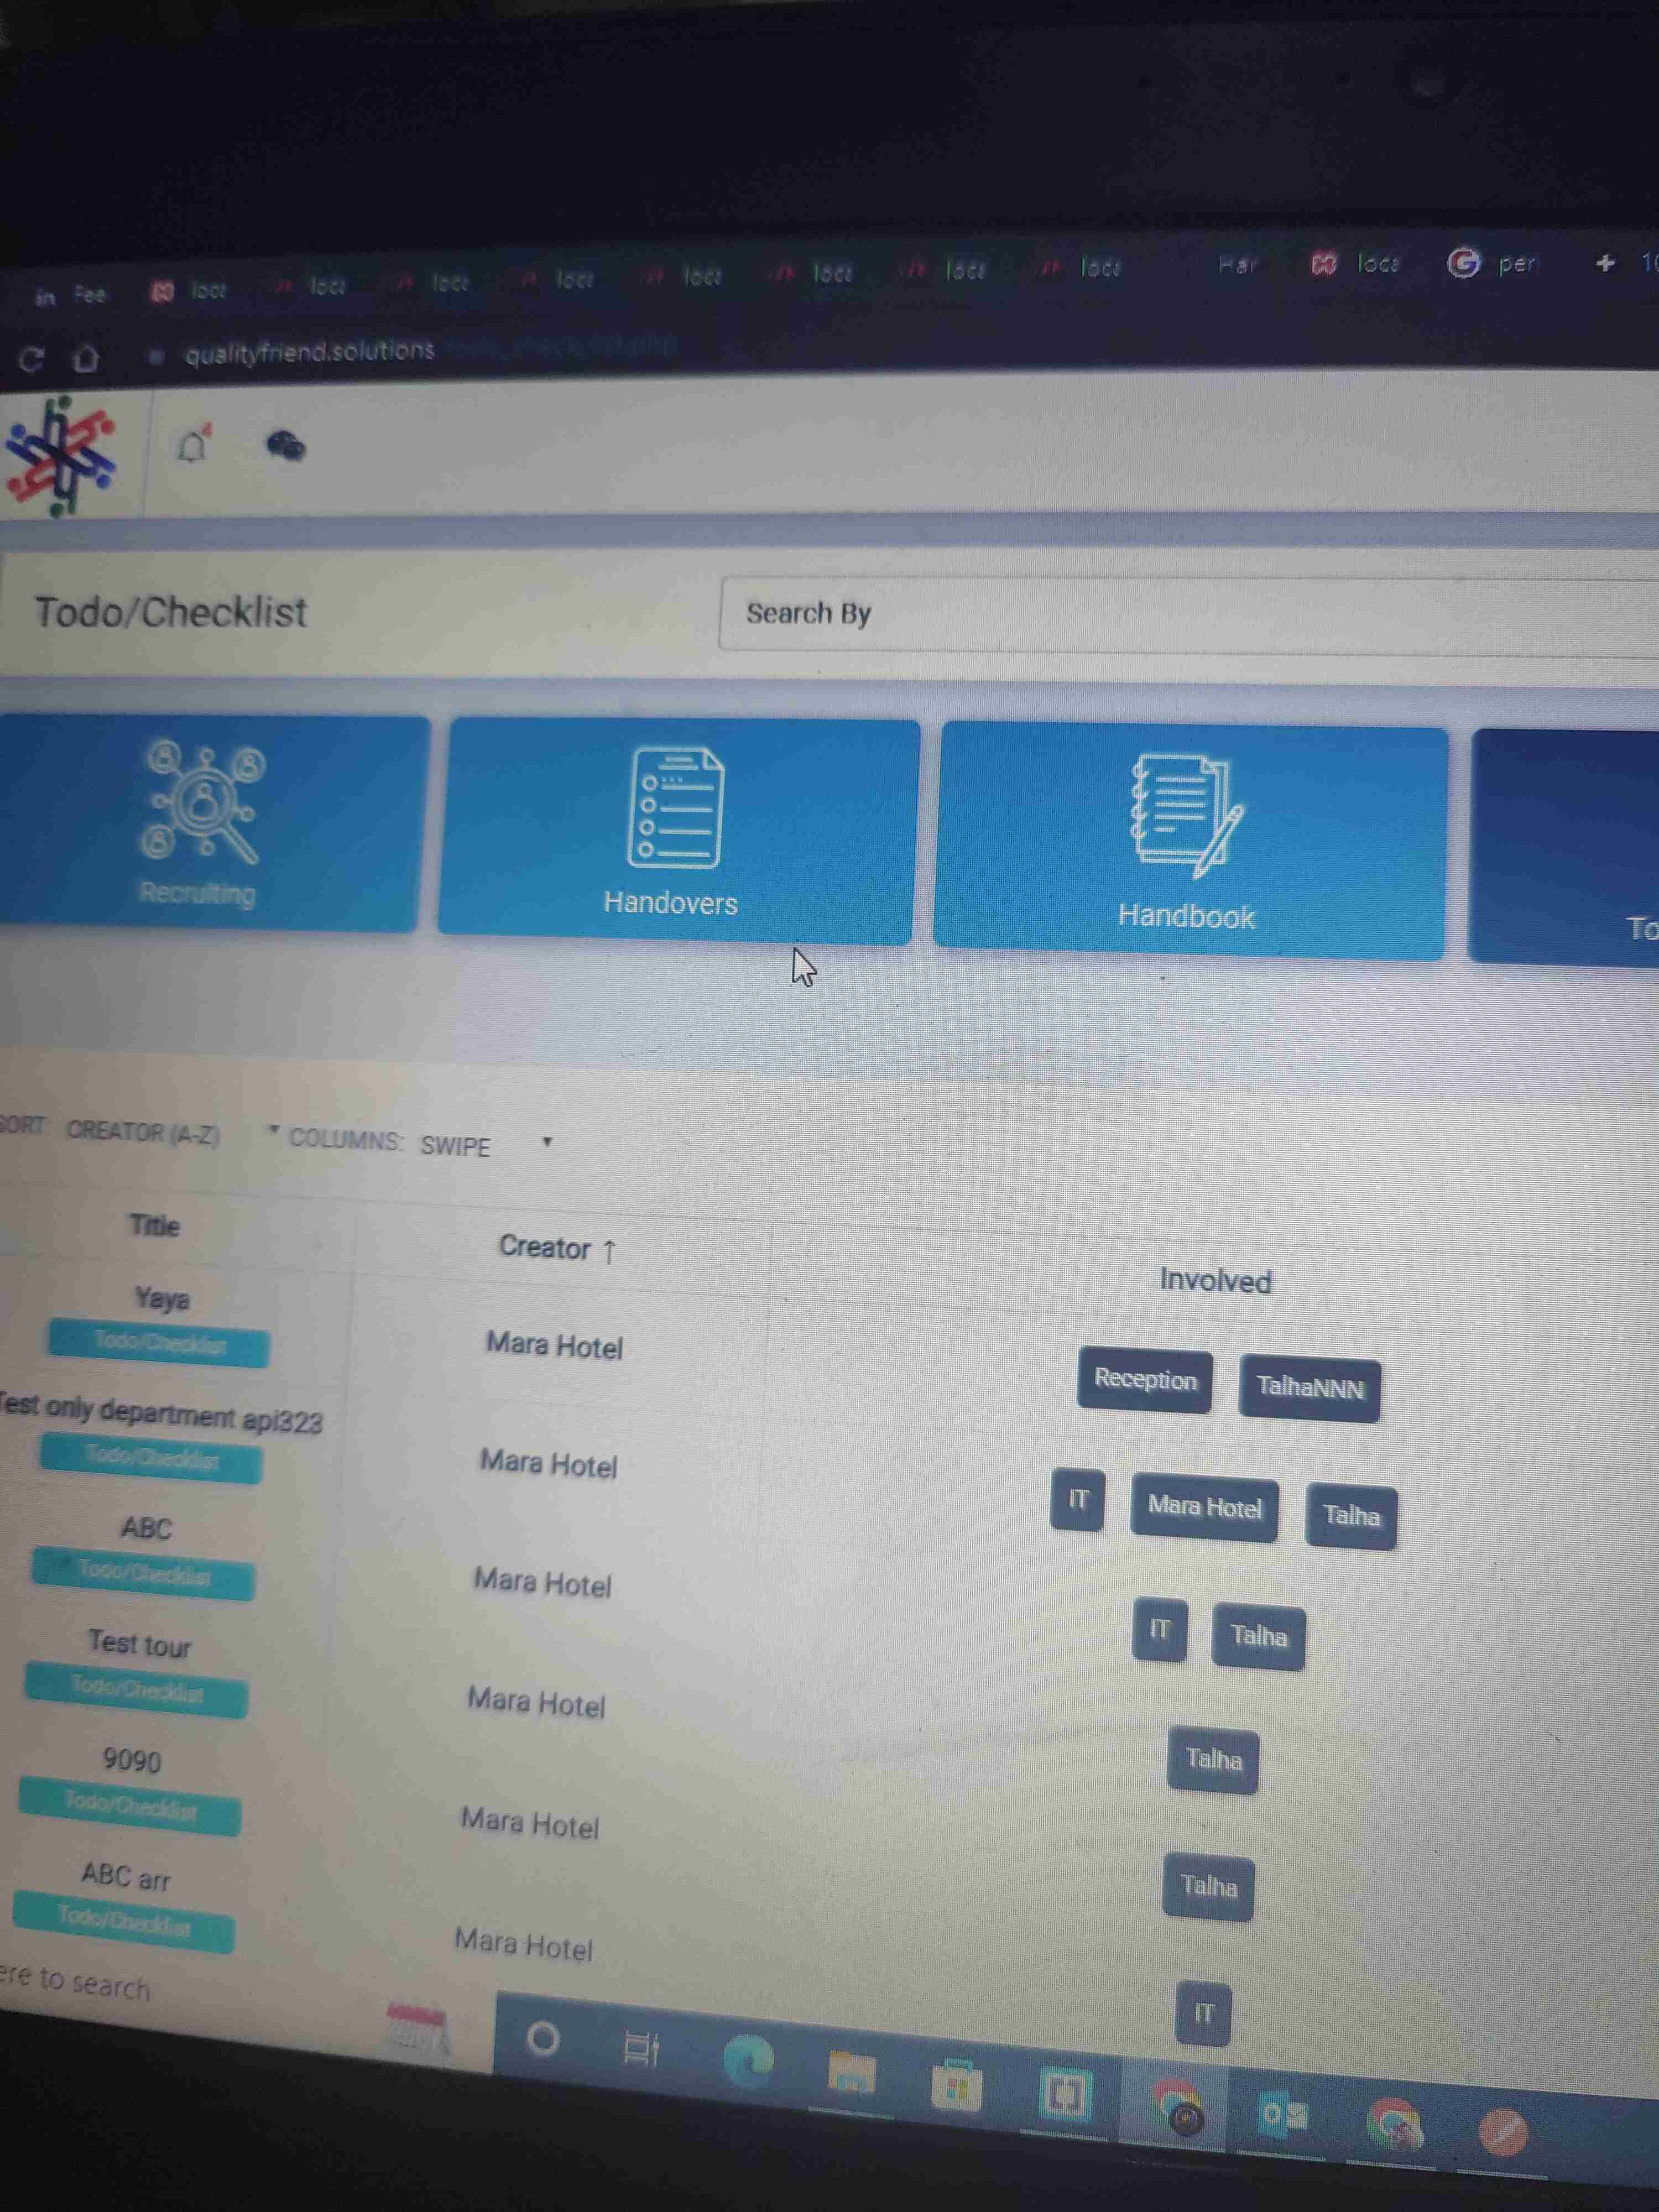 in Fee loca loca loca loca loca loca loca loca Har loca G per +
qualityfriend.solutions
4
Todo/Checklist
Search By
Recruiting
Handovers
Handbook
To
SORT: CREATOR (A-Z) COLUMNS: SWIPE
Title Creator ↑ Involved
Yaya
Todo/Checklist
Mara Hotel
Reception TalhaNNN
Test only department api323
Todo/Checklist
Mara Hotel
IT Mara Hotel Talha
ABC
Todo/Checklist
Mara Hotel
IT Talha
Test tour
Todo/Checklist
Mara Hotel
Talha
9090
Todo/Checklist
Mara Hotel
Talha
ABC arr
Todo/Checklist
Mara Hotel
IT
ere to search